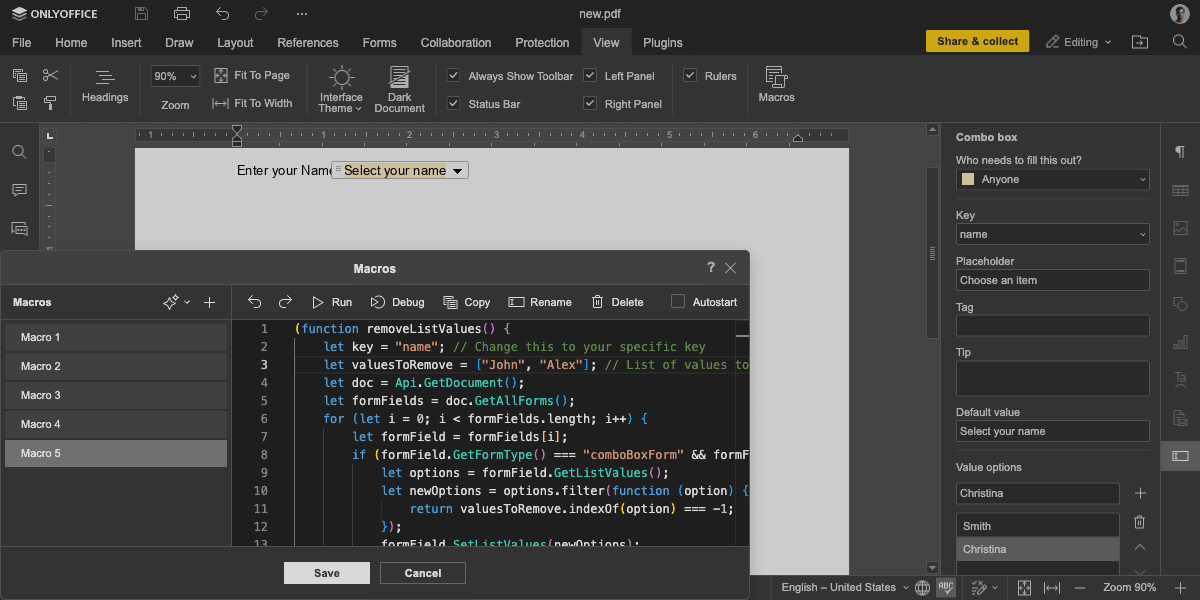 ONLYOFFICE
new.pdf
File Home Insert Draw Layout References Forms Collaboration Protection View Plugins
Share & collect
Editing
Headings
90%
Zoom
Fit To Page
Fit To Width
Interface Theme
Dark Document
Always Show Toolbar
Status Bar
Left Panel
Right Panel
Rulers
Macros
1 1 2 3 4 5 6
Enter your Name
Select your name
Macros
?
Macros
Run Debug Copy Rename Delete Autostart
Macro 1
Macro 2
Macro 3
Macro 4
Macro 5
1 (function removeListValues() {
2 let key = "name"; // Change this to your specific key
3 let valuesToRemove = ["John", "Alex"]; // List of values to
4 let doc = Api.GetDocument();
5 let formFields = doc.GetAllForms();
6 for (let i = 0; i < formFields.length; i++) {
7 let formField = formFields[i];
8 if (formField.GetFormType() === "comboBoxForm" && formF
9 let options = formField.GetListValues();
10 let newOptions = options.filter(function (option) {
11 return valuesToRemove.indexOf(option) === -1;
12 });
13 formField.SetListValues(newOptions);
Save
Cancel
Combo box
Who needs to fill this out?
Anyone
Key
name
Placeholder
Choose an item
Tag
Tip
Default value
Select your name
Value options
Christina
Smith
Christina
English – United States
ABC
Zoom 90%